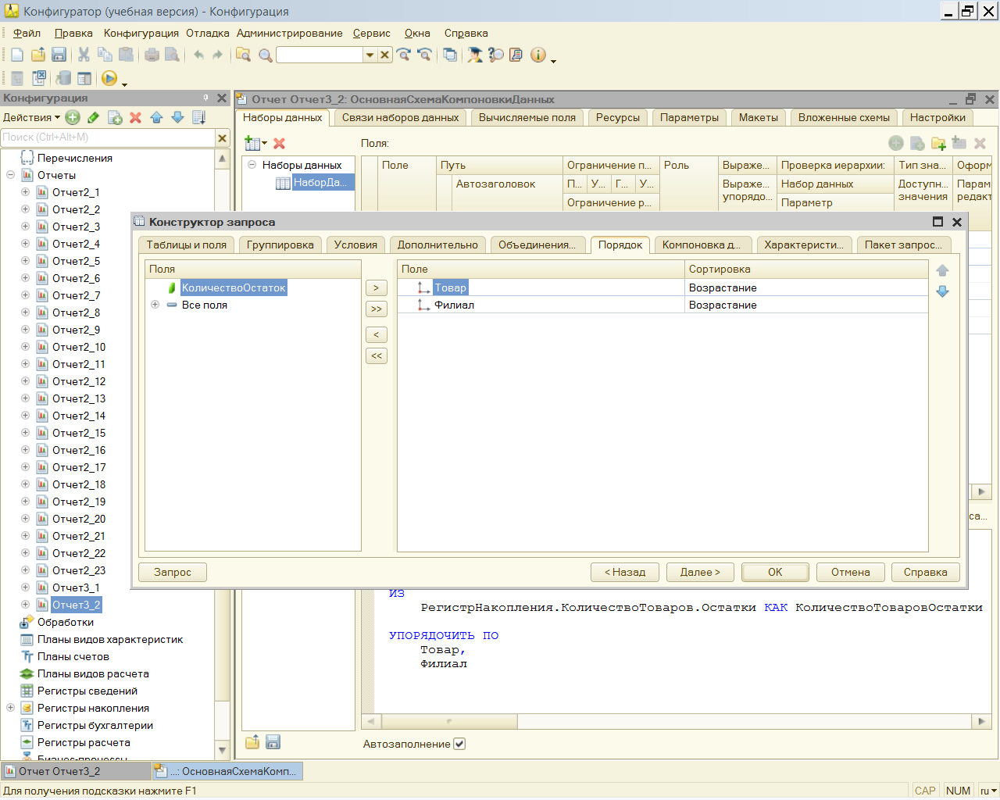 Конфигуратор (учебная версия) - Конфигурация
Файл Правка Конфигурация Отладка Администрирование Сервис Окна Справка
Конфигурация
Действия
Поиск (Ctrl+Alt+M)
Перечисления
Отчеты
Отчет2_1
Отчет2_2
Отчет2_3
Отчет2_4
Отчет2_5
Отчет2_6
Отчет2_7
Отчет2_8
Отчет2_9
Отчет2_10
Отчет2_11
Отчет2_12
Отчет2_13
Отчет2_14
Отчет2_15
Отчет2_16
Отчет2_17
Отчет2_18
Отчет2_19
Отчет2_20
Отчет2_21
Отчет2_22
Отчет2_23
Отчет3_1
Отчет3_2
Обработки
Планы видов характеристик
Планы счетов
Планы видов расчета
Регистры сведений
Регистры накопления
Регистры бухгалтерии
Регистры расчета
Бизнес-процессы
Отчет Отчет3_2: ОсновнаяСхемаКомпоновкиДанных
Наборы данных Связи наборов данных Вычисляемые поля Ресурсы Параметры Макеты Вложенные схемы Настройки
Поля:
Наборы данных
НаборДа...
Поле Путь Ограничение п... Роль Выраже... Проверка иерархии: Тип зна... Оформ
Автозаголовок П... У... Г... У... Выраже... Набор данных Доступн... Парам
Ограничение р... упорядо... Параметр значения редакт
Конструктор запроса
Таблицы и поля Группировка Условия Дополнительно Объединения... Порядок Компоновка д... Характеристи... Пакет запрос...
Поля
КоличествоОстаток
Все поля
>
>>
<
<<
Поле Сортировка
Товар Возрастание
Филиал Возрастание
Запрос < Назад Далее > OK Отмена Справка
са...
ИЗ
РегистрНакопления.КоличествоТоваров.Остатки КАК КоличествоТоваровОстатки
УПОРЯДОЧИТЬ ПО
Товар,
Филиал
Автозаполнение
Отчет Отчет3_2 ...: ОсновнаяСхемаКомп...
Для получения подсказки нажмите F1 CAP NUM ru